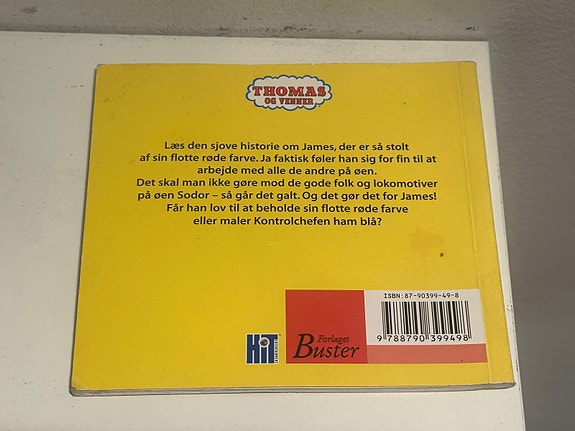 THOMAS
OG VENNER
Læs den sjove historie om James, der er så stolt
af sin flotte røde farve. Ja faktisk føler han sig for fin til at
arbejde med alle de andre på øen.
Det skal man ikke gøre mod de gode folk og lokomotiver
på øen Sodor – så går det galt. Og det gør det for James!
Får han lov til at beholde sin flotte røde farve
eller maler Kontrolchefen ham blå?
ISBN: 87-90399-49-8
9 788790 399498
HiT
Forlaget
Buster